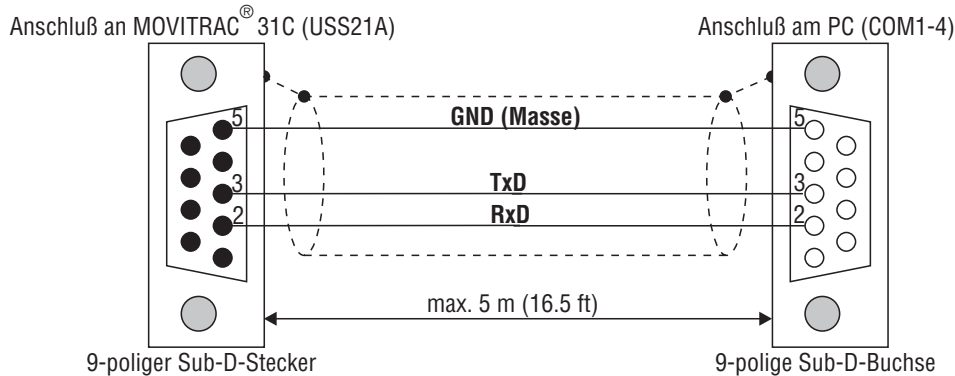 Anschluß an MOVITRAC® 31C (USS21A)
Anschluß am PC (COM1-4)
5 GND (Masse) 5
3 TxD 3
2 RxD 2
max. 5 m (16.5 ft)
9-poliger Sub-D-Stecker
9-polige Sub-D-Buchse